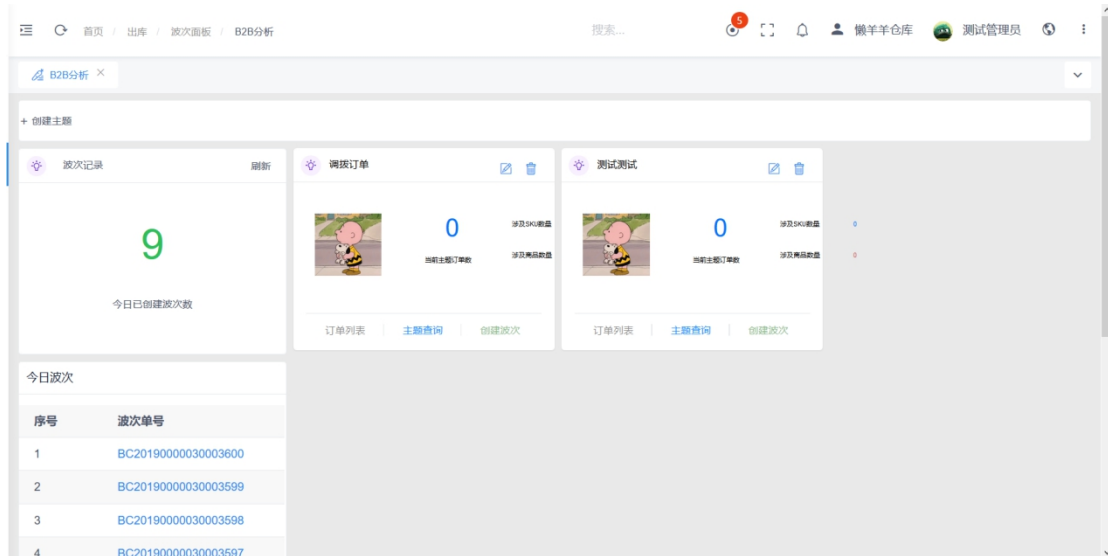 首页 / 出库 / 波次面板 / B2B分析
搜索...
5
懒羊羊仓库
测试管理员
B2B分析
+ 创建主题
波次记录
刷新
9
今日已创建波次数
调拨订单
0
当前主题订单数
涉及SKU数量
涉及商品数量
订单列表
主题查询
创建波次
测试测试
0
当前主题订单数
涉及SKU数量 0
涉及商品数量 0
订单列表
主题查询
创建波次
今日波次
序号 波次单号
1 BC20190000030003600
2 BC20190000030003599
3 BC20190000030003598
4 BC20190000030003597